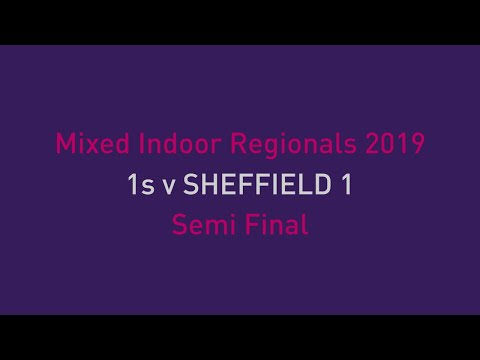 Mixed Indoor Regionals 2019
1s v SHEFFIELD 1
Semi Final